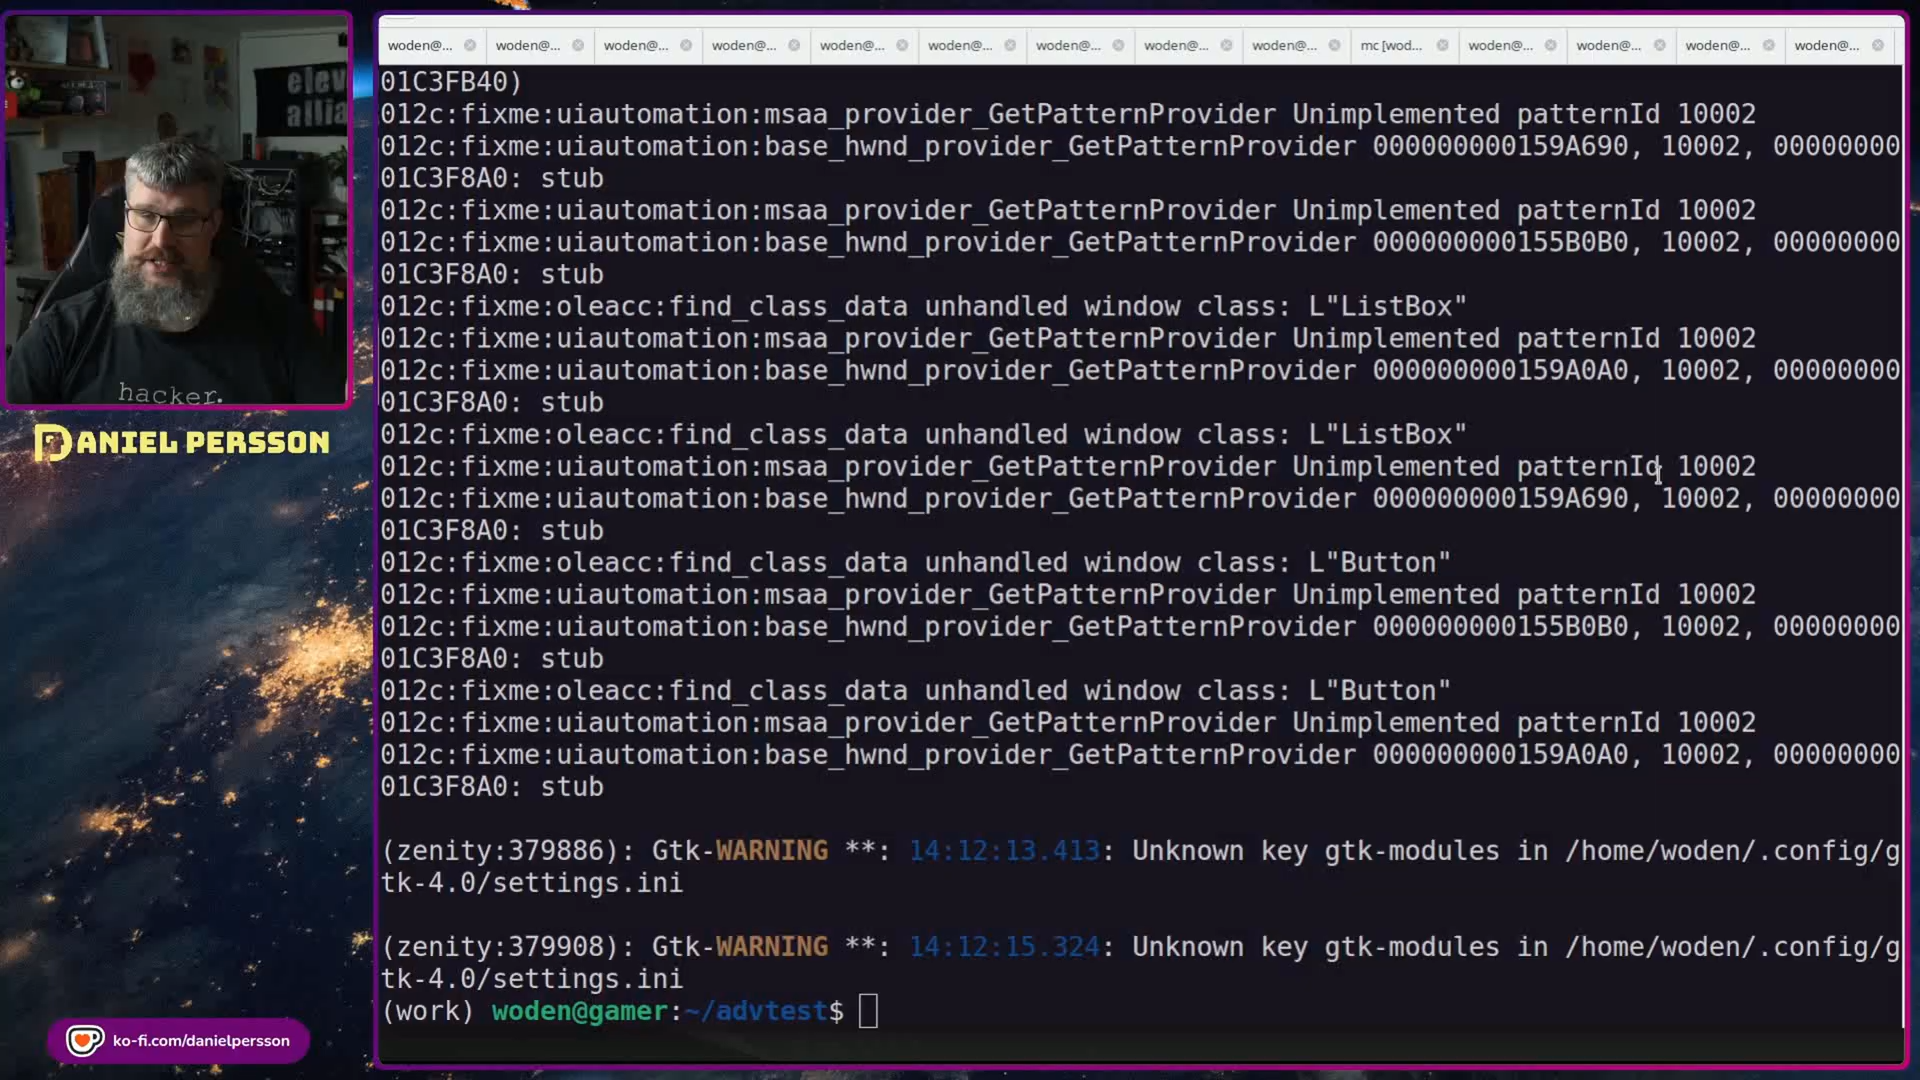 woden@...
woden@...
woden@...
woden@...
woden@...
woden@...
woden@...
woden@...
woden@...
mc [wod...
woden@...
woden@...
woden@...
woden@...
01C3FB40)
012c:fixme:uiautomation:msaa_provider_GetPatternProvider Unimplemented patternId 10002
012c:fixme:uiautomation:base_hwnd_provider_GetPatternProvider 000000000159A690, 10002, 00000000
01C3F8A0: stub
012c:fixme:uiautomation:msaa_provider_GetPatternProvider Unimplemented patternId 10002
012c:fixme:uiautomation:base_hwnd_provider_GetPatternProvider 000000000155B0B0, 10002, 00000000
01C3F8A0: stub
012c:fixme:oleacc:find_class_data unhandled window class: L"ListBox"
012c:fixme:uiautomation:msaa_provider_GetPatternProvider Unimplemented patternId 10002
012c:fixme:uiautomation:base_hwnd_provider_GetPatternProvider 000000000159A0A0, 10002, 00000000
01C3F8A0: stub
012c:fixme:oleacc:find_class_data unhandled window class: L"ListBox"
012c:fixme:uiautomation:msaa_provider_GetPatternProvider Unimplemented patternId 10002
012c:fixme:uiautomation:base_hwnd_provider_GetPatternProvider 000000000159A690, 10002, 00000000
01C3F8A0: stub
012c:fixme:oleacc:find_class_data unhandled window class: L"Button"
012c:fixme:uiautomation:msaa_provider_GetPatternProvider Unimplemented patternId 10002
012c:fixme:uiautomation:base_hwnd_provider_GetPatternProvider 000000000155B0B0, 10002, 00000000
01C3F8A0: stub
012c:fixme:oleacc:find_class_data unhandled window class: L"Button"
012c:fixme:uiautomation:msaa_provider_GetPatternProvider Unimplemented patternId 10002
012c:fixme:uiautomation:base_hwnd_provider_GetPatternProvider 000000000159A0A0, 10002, 00000000
01C3F8A0: stub
(zenity:379886): Gtk-WARNING **: 14:12:13.413: Unknown key gtk-modules in /home/woden/.config/g
tk-4.0/settings.ini
(zenity:379908): Gtk-WARNING **: 14:12:15.324: Unknown key gtk-modules in /home/woden/.config/g
tk-4.0/settings.ini
(work) woden@gamer:~/advtest$
elev
allia
hacker.
DANIEL PERSSON
ko-fi.com/danielpersson